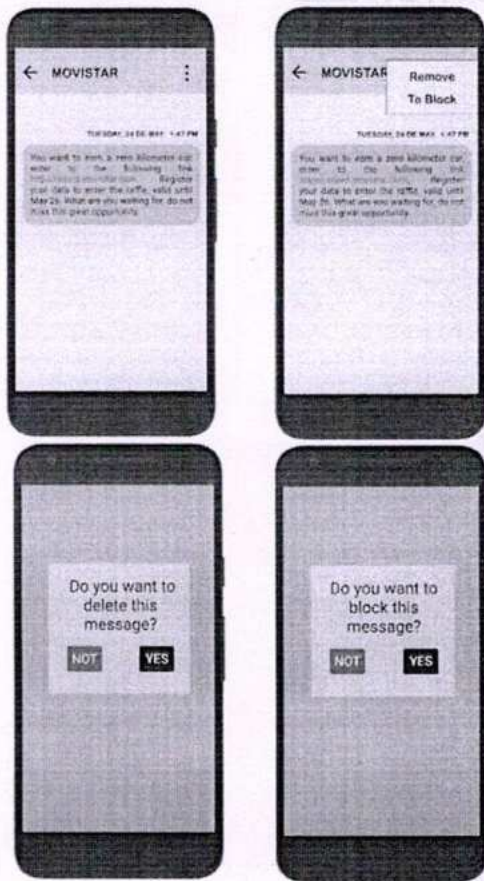 ← MOVISTAR
TUESDAY, 24 DE MAY 1:47 PM
You want to earn a zero kilometer car,
enter to the following link
Register
your data to enter the raffle, valid until
May 26. What are you waiting for, do not
miss this great opportunity.
← MOVISTAR
Remove
To Block
TUESDAY, 24 DE MAY 1:47 PM
You want to earn a zero kilometer car,
enter to the following link
Register
your data to enter the raffle, valid until
May 26. What are you waiting for, do not
miss this great opportunity.
Do you want to
delete this
message?
NOT YES
Do you want to
block this
message?
NOT YES